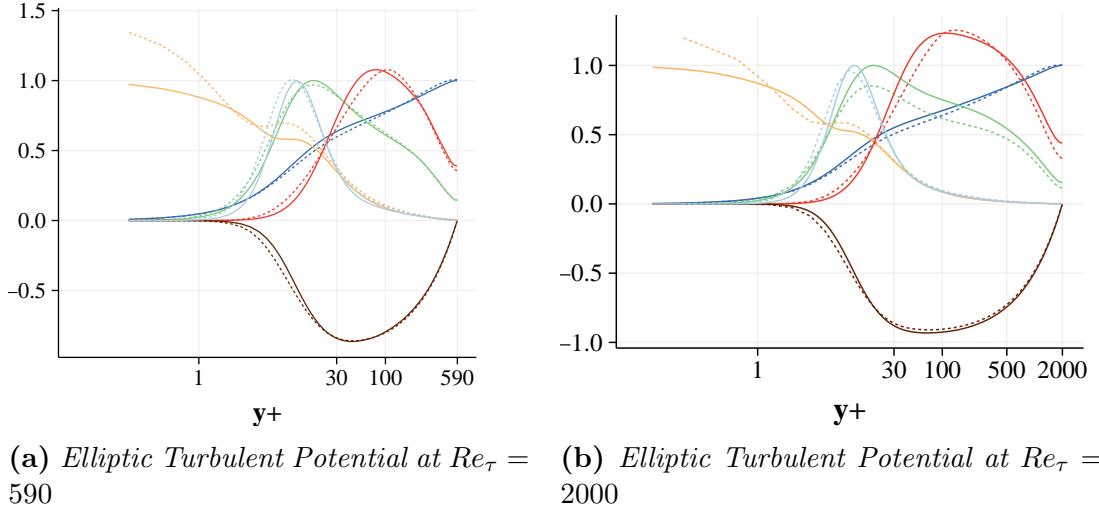 1.5
1.0
0.5
0.0
−0.5
1 30 100 590
y+
(a) Elliptic Turbulent Potential at Reτ =
590
1.0
0.5
0.0
−0.5
−1.0
1 30 100 500 2000
y+
(b) Elliptic Turbulent Potential at Reτ =
2000